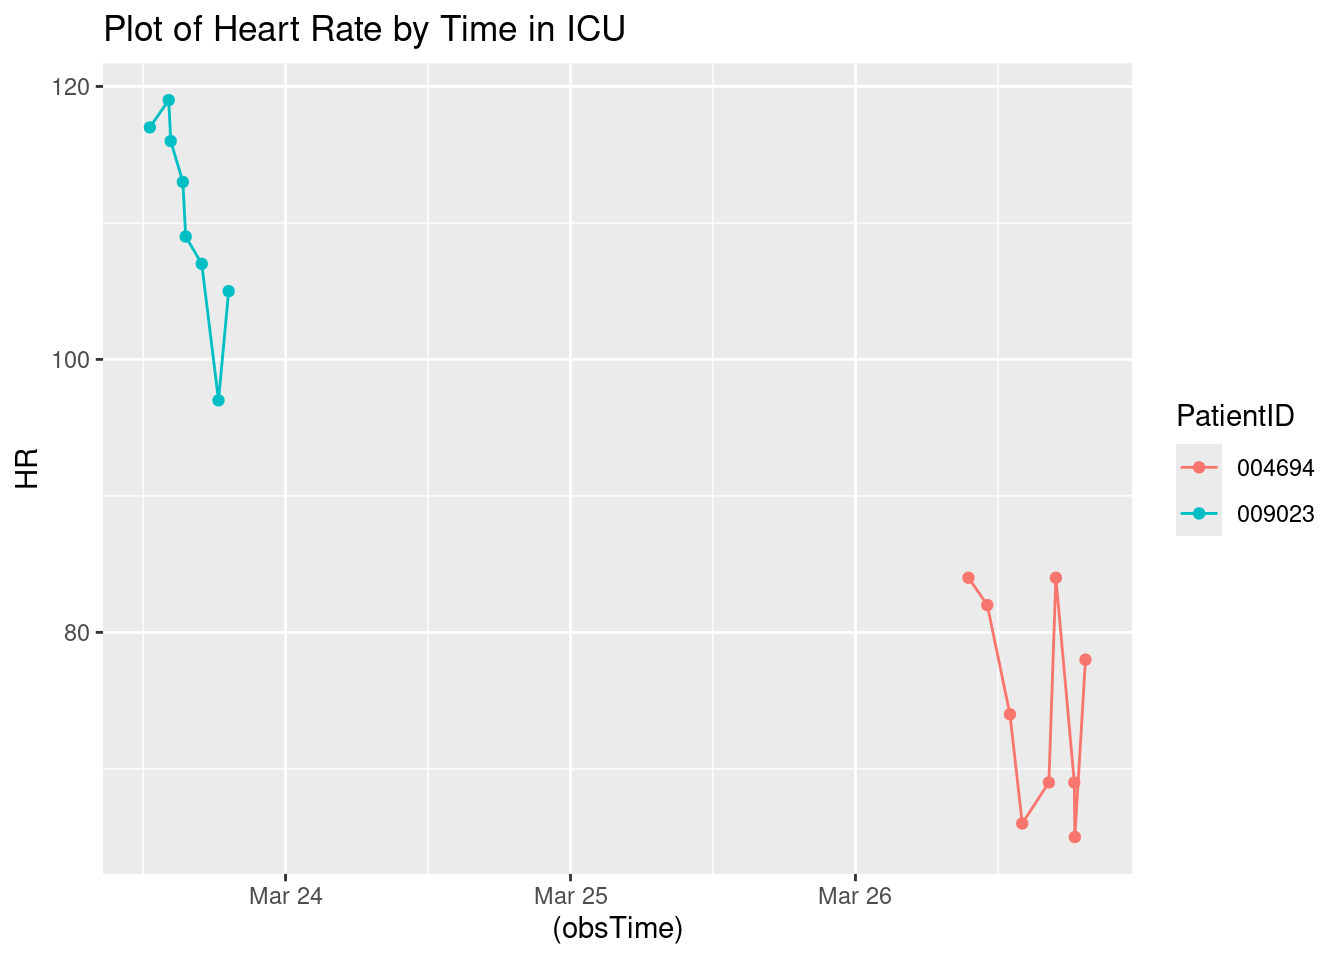 Plot of Heart Rate by Time in ICU
120
100
80
HR
Mar 24
Mar 25
Mar 26
(obsTime)
PatientID
004694
009023